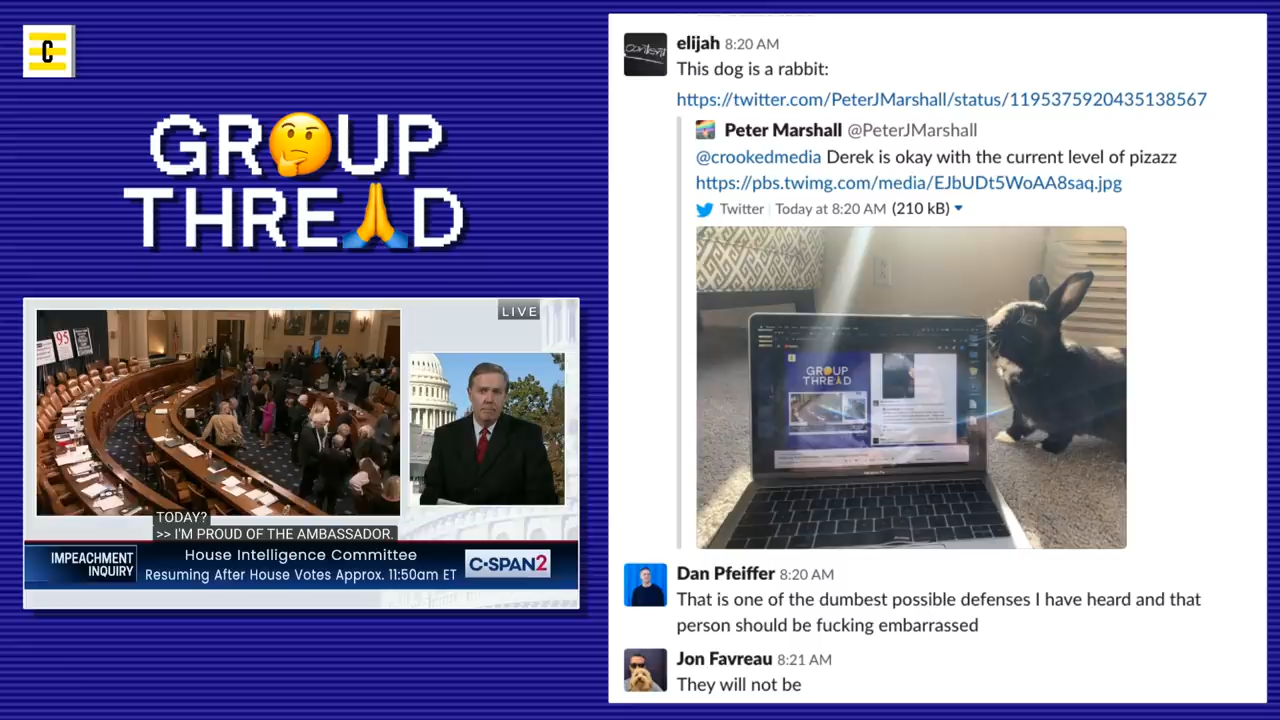 C
GR🤔UP
THRE🙏D
LIVE
95
TODAY?
>> I'M PROUD OF THE AMBASSADOR.
IMPEACHMENT
INQUIRY
House Intelligence Committee
Resuming After House Votes Approx. 11:50am ET
C-SPAN2
elijah 8:20 AM
This dog is a rabbit:
https://twitter.com/PeterJMarshall/status/1195375920435138567
Peter Marshall @PeterJMarshall
@crookedmedia Derek is okay with the current level of pizazz
https://pbs.twimg.com/media/EJbUDt5WoAA8saq.jpg
Twitter | Today at 8:20 AM (210 kB)
GROUP
THREAD
Dan Pfeiffer 8:20 AM
That is one of the dumbest possible defenses I have heard and that
person should be fucking embarrassed
Jon Favreau 8:21 AM
They will not be